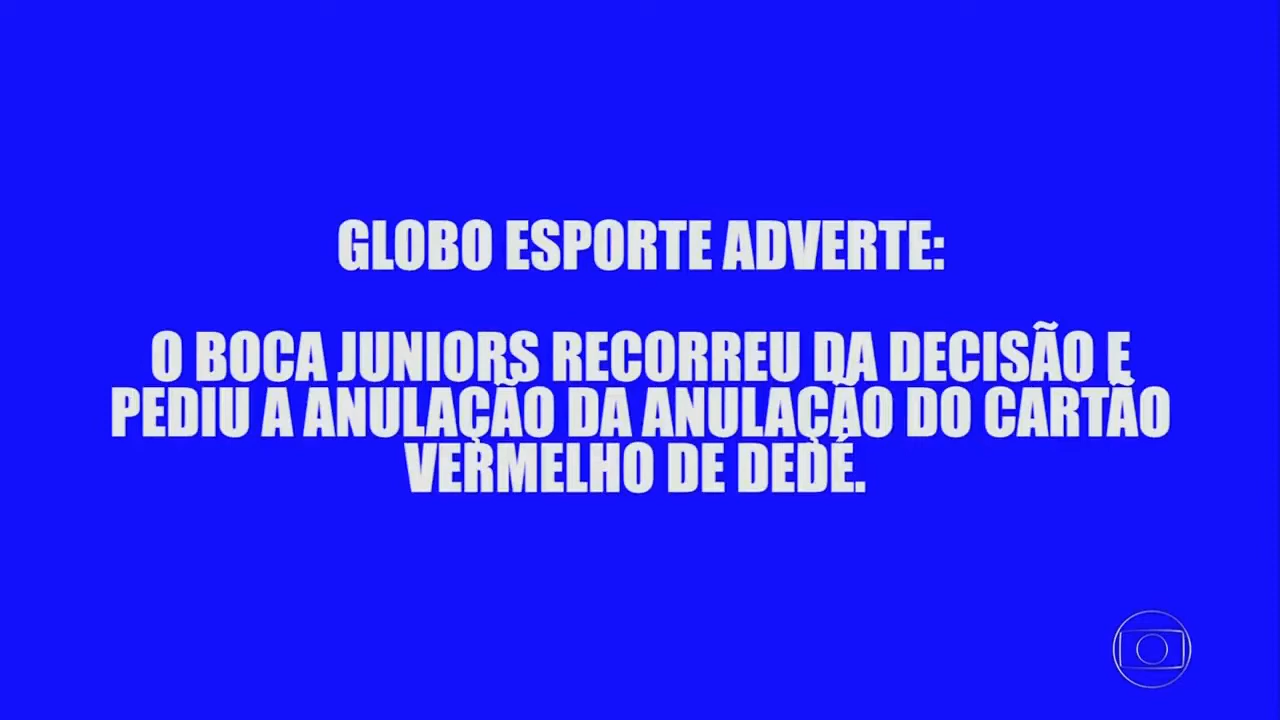 GLOBO ESPORTE ADVERTE:
O BOCA JUNIORS RECORREU DA DECISÃO E
PEDIU A ANULAÇÃO DA ANULAÇÃO DO CARTÃO
VERMELHO DE DEDÉ.